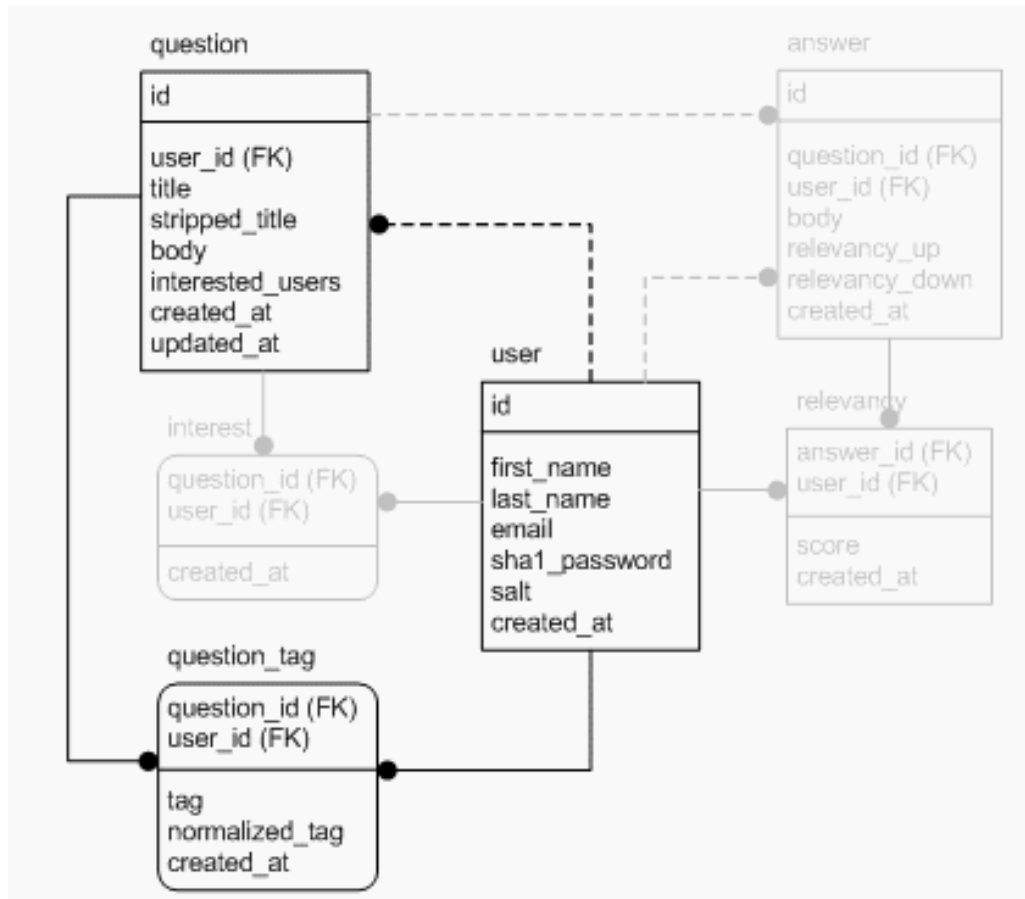 question
id
user_id (FK)
title
stripped_title
body
interested_users
created_at
updated_at
answer
id
question_id (FK)
user_id (FK)
body
relevancy_up
relevancy_down
created_at
user
id
first_name
last_name
email
sha1_password
salt
created_at
interest
question_id (FK)
user_id (FK)
created_at
relevancy
answer_id (FK)
user_id (FK)
score
created_at
question_tag
question_id (FK)
user_id (FK)
tag
normalized_tag
created_at